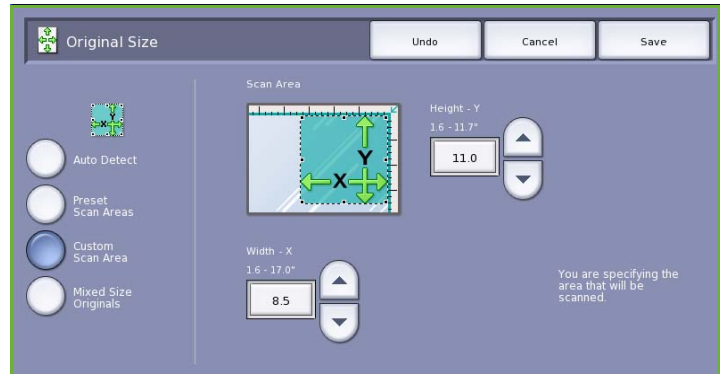 Original Size
Undo
Cancel
Save
Auto Detect
Preset
Scan Areas
Custom
Scan Area
Mixed Size
Originals
Scan Area
Y
X
Height - Y
1.6 - 11.7"
11.0
Width - X
1.6 - 17.0"
8.5
You are specifying the
area that will be
scanned.